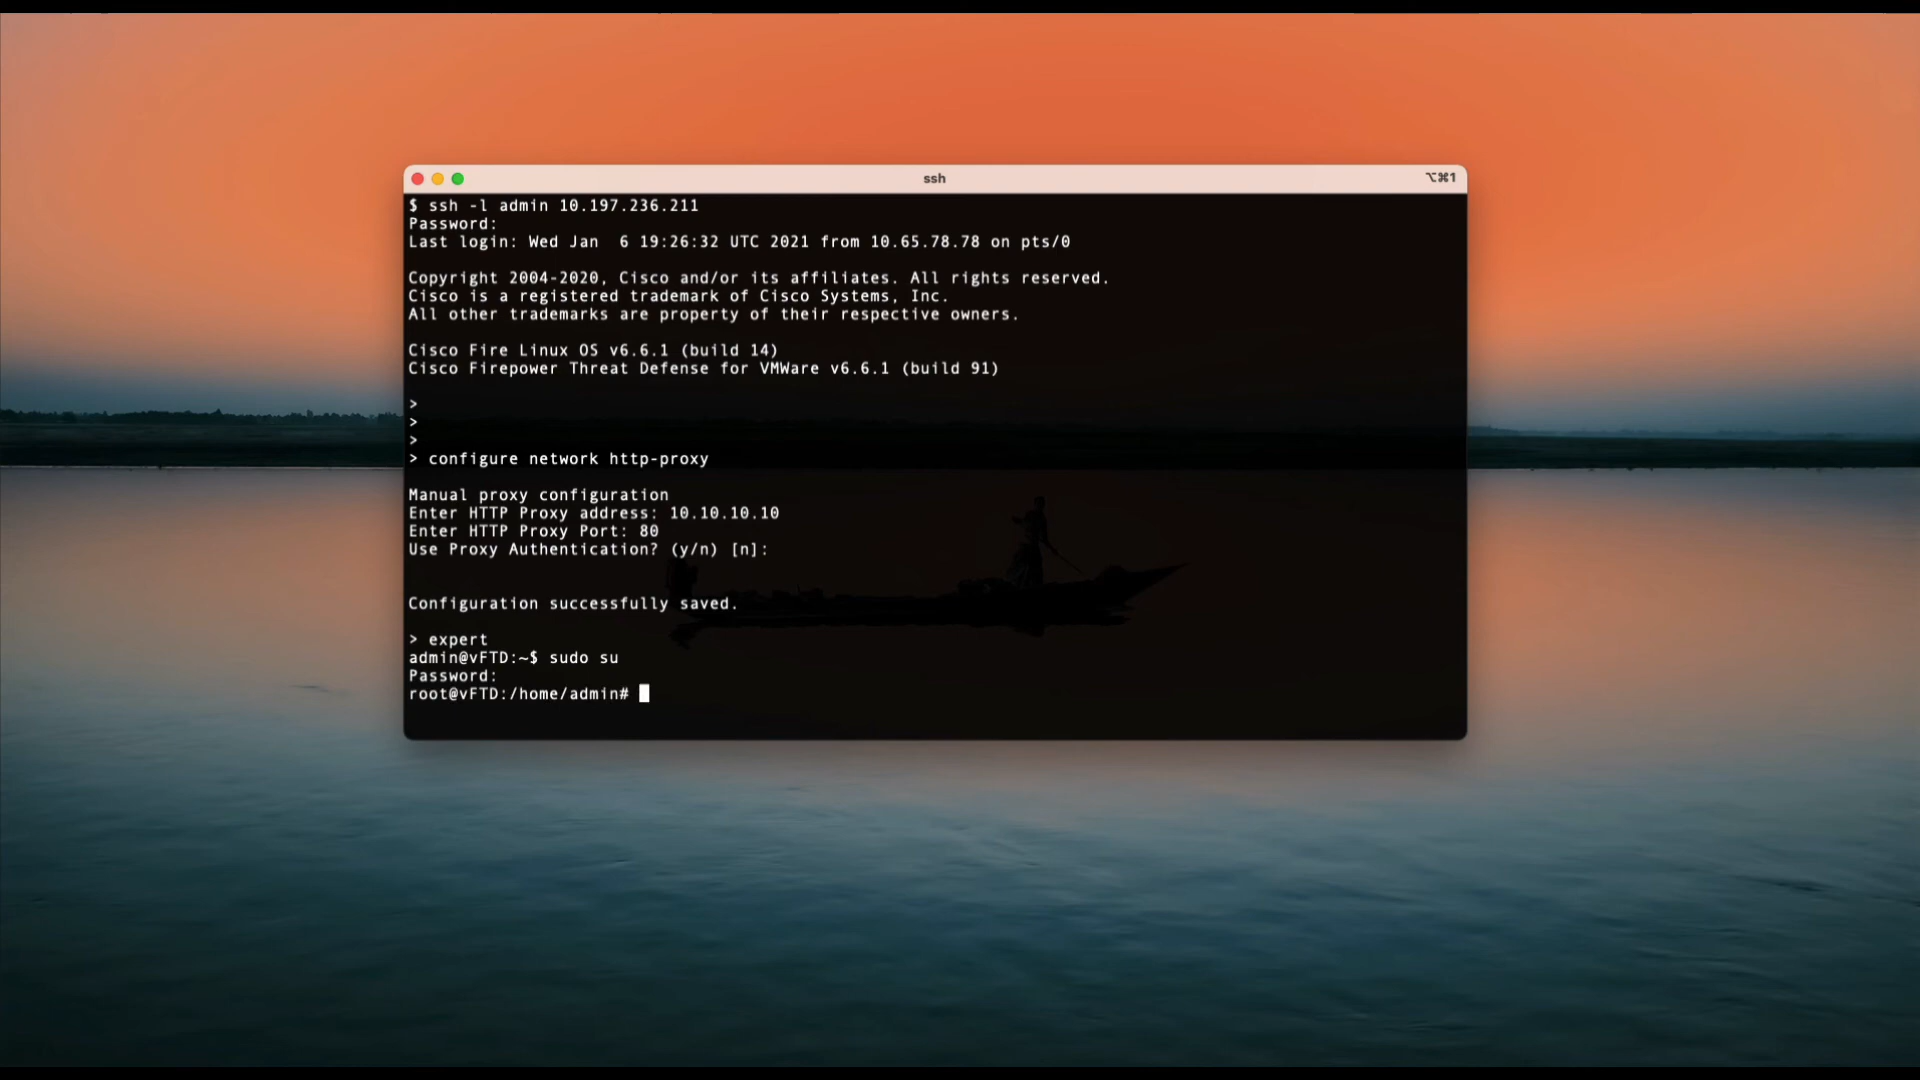 ssh
⌥⌘1
$ ssh -l admin 10.197.236.211
Password:
Last login: Wed Jan  6 19:26:32 UTC 2021 from 10.65.78.78 on pts/0
Copyright 2004-2020, Cisco and/or its affiliates. All rights reserved.
Cisco is a registered trademark of Cisco Systems, Inc.
All other trademarks are property of their respective owners.
Cisco Fire Linux OS v6.6.1 (build 14)
Cisco Firepower Threat Defense for VMWare v6.6.1 (build 91)
>
>
>
> configure network http-proxy
Manual proxy configuration
Enter HTTP Proxy address: 10.10.10.10
Enter HTTP Proxy Port: 80
Use Proxy Authentication? (y/n) [n]:
Configuration successfully saved.
> expert
admin@vFTD:~$ sudo su
Password:
root@vFTD:/home/admin#